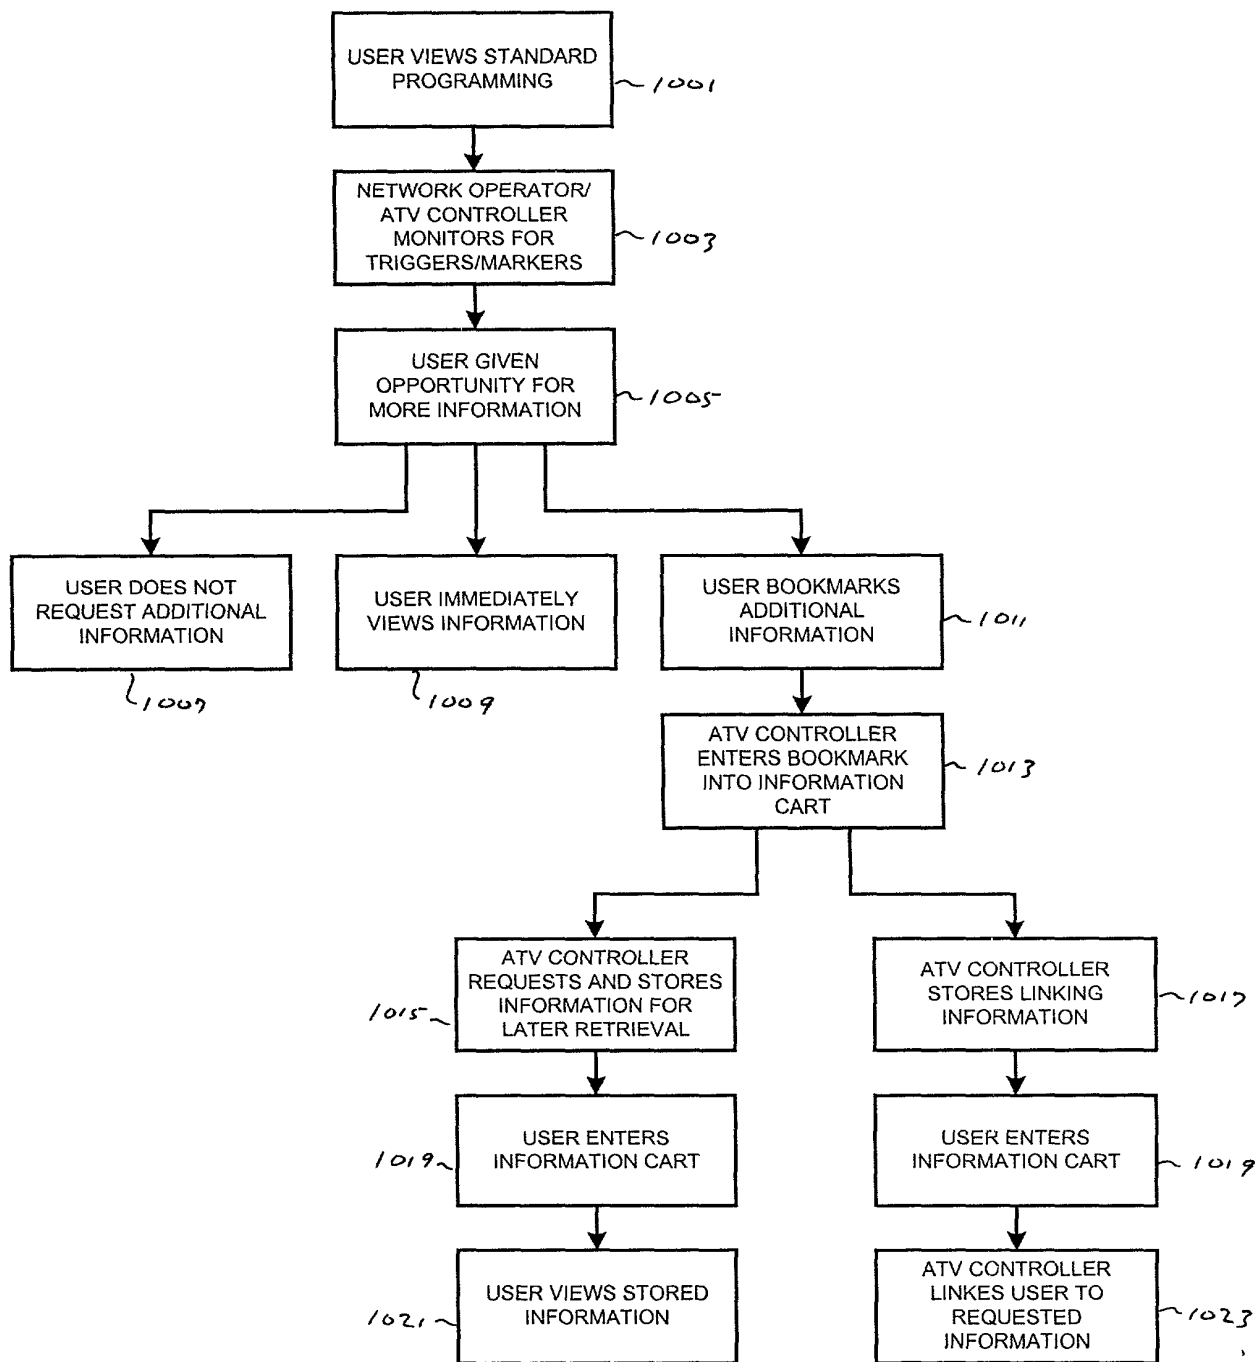 USER VIEWS STANDARD
PROGRAMMING
1001
NETWORK OPERATOR/
ATV CONTROLLER
MONITORS FOR
TRIGGERS/MARKERS
1003
USER GIVEN
OPPORTUNITY FOR
MORE INFORMATION
1005
USER DOES NOT
REQUEST ADDITIONAL
INFORMATION
1007
USER IMMEDIATELY
VIEWS INFORMATION
1009
USER BOOKMARKS
ADDITIONAL
INFORMATION
1011
ATV CONTROLLER
ENTERS BOOKMARK
INTO INFORMATION
CART
1013
ATV CONTROLLER
REQUESTS AND STORES
INFORMATION FOR
LATER RETRIEVAL
1015
ATV CONTROLLER
STORES LINKING
INFORMATION
1017
USER ENTERS
INFORMATION CART
1019
USER ENTERS
INFORMATION CART
1019
USER VIEWS STORED
INFORMATION
1021
ATV CONTROLLER
LINKES USER TO
REQUESTED
INFORMATION
1023